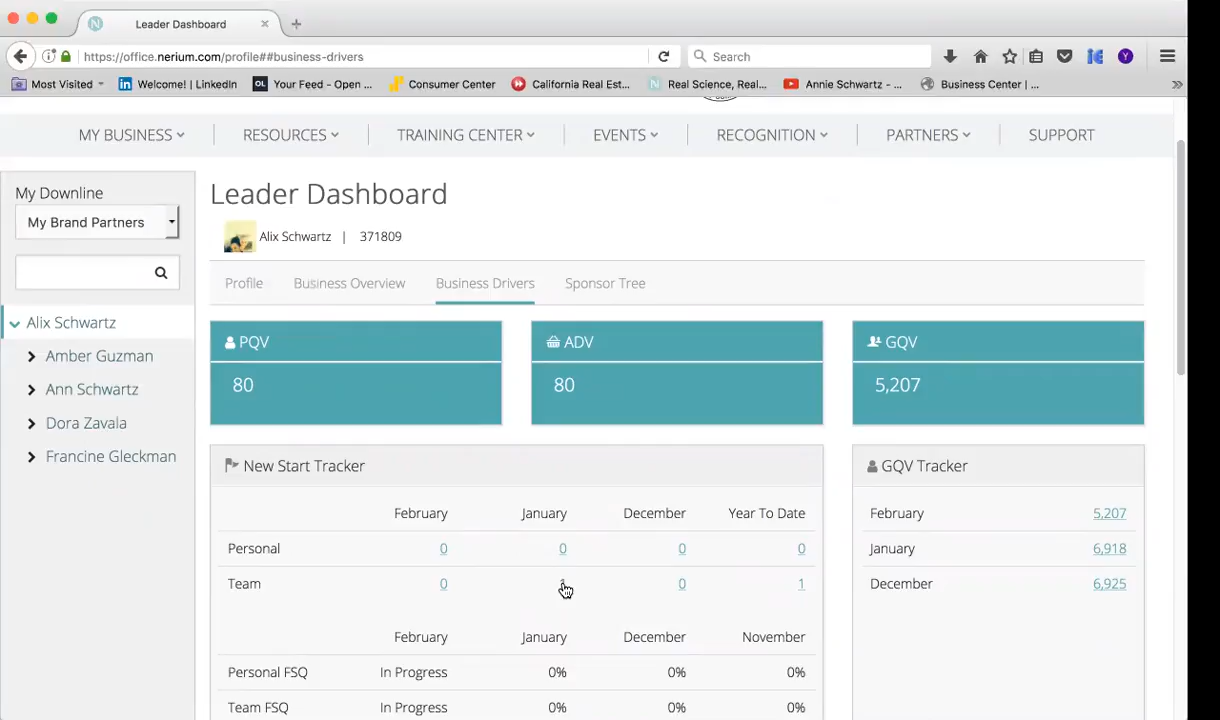 Leader Dashboard
https://office.nerium.com/profile##business-drivers
Search
Most Visited
Welcome! | LinkedIn
Your Feed - Open ...
Consumer Center
California Real Est...
Real Science, Real...
Annie Schwartz - ...
Business Center | ...
MY BUSINESS
RESOURCES
TRAINING CENTER
EVENTS
RECOGNITION
PARTNERS
SUPPORT
My Downline
My Brand Partners
Alix Schwartz
Amber Guzman
Ann Schwartz
Dora Zavala
Francine Gleckman
Leader Dashboard
Alix Schwartz | 371809
Profile Business Overview Business Drivers Sponsor Tree
PQV
80
ADV
80
GQV
5,207
New Start Tracker
February January December Year To Date
Personal 0 0 0 0
Team 0 0 1
February January December November
Personal FSQ In Progress 0% 0% 0%
Team FSQ In Progress 0% 0% 0%
GQV Tracker
February 5,207
January 6,918
December 6,925